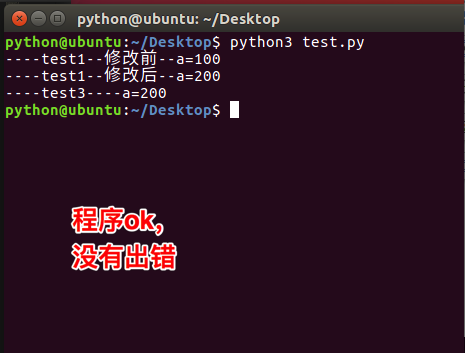 python@ubuntu: ~/Desktop
python@ubuntu:~/Desktop$ python3 test.py
----test1--修改前--a=100
----test1--修改后--a=200
----test3----a=200
python@ubuntu:~/Desktop$
程序ok，
没有出错